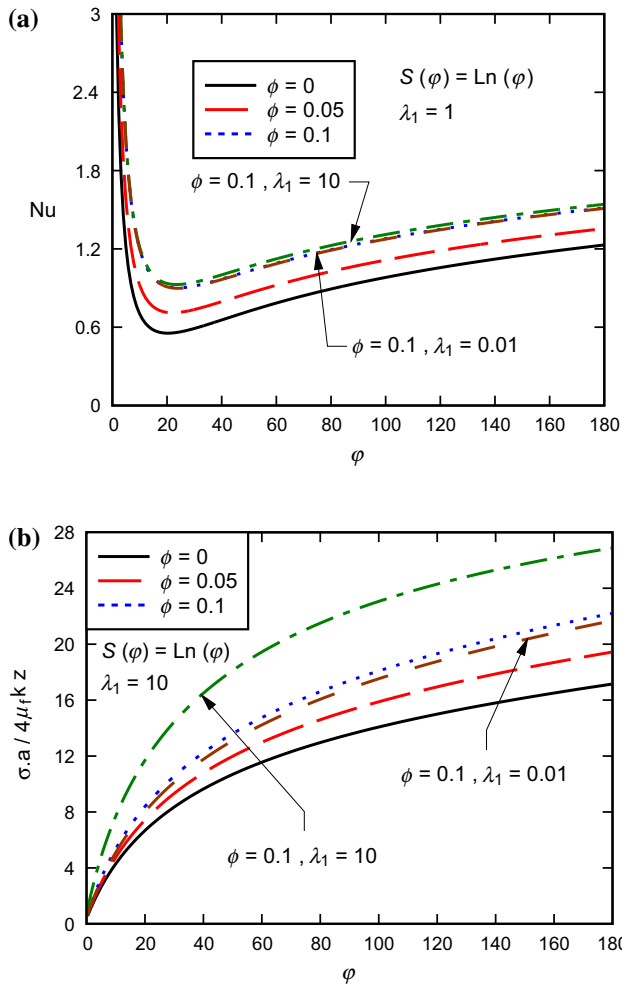 (a)
3
2.4
1.8
Nu
1.2
0.6
0
ϕ = 0
ϕ = 0.05
ϕ = 0.1
S (φ) = Ln (φ)
λ₁ = 1
ϕ = 0.1 , λ₁ = 10
ϕ = 0.1 , λ₁ = 0.01
0 20 40 60 80 100 120 140 160 180
φ
(b)
28
24
20
16
12
8
4
0
σ.a / 4μ_f k z
ϕ = 0
ϕ = 0.05
ϕ = 0.1
S (φ) = Ln (φ)
λ₁ = 10
ϕ = 0.1 , λ₁ = 0.01
ϕ = 0.1 , λ₁ = 10
0 20 40 60 80 100 120 140 160 180
φ